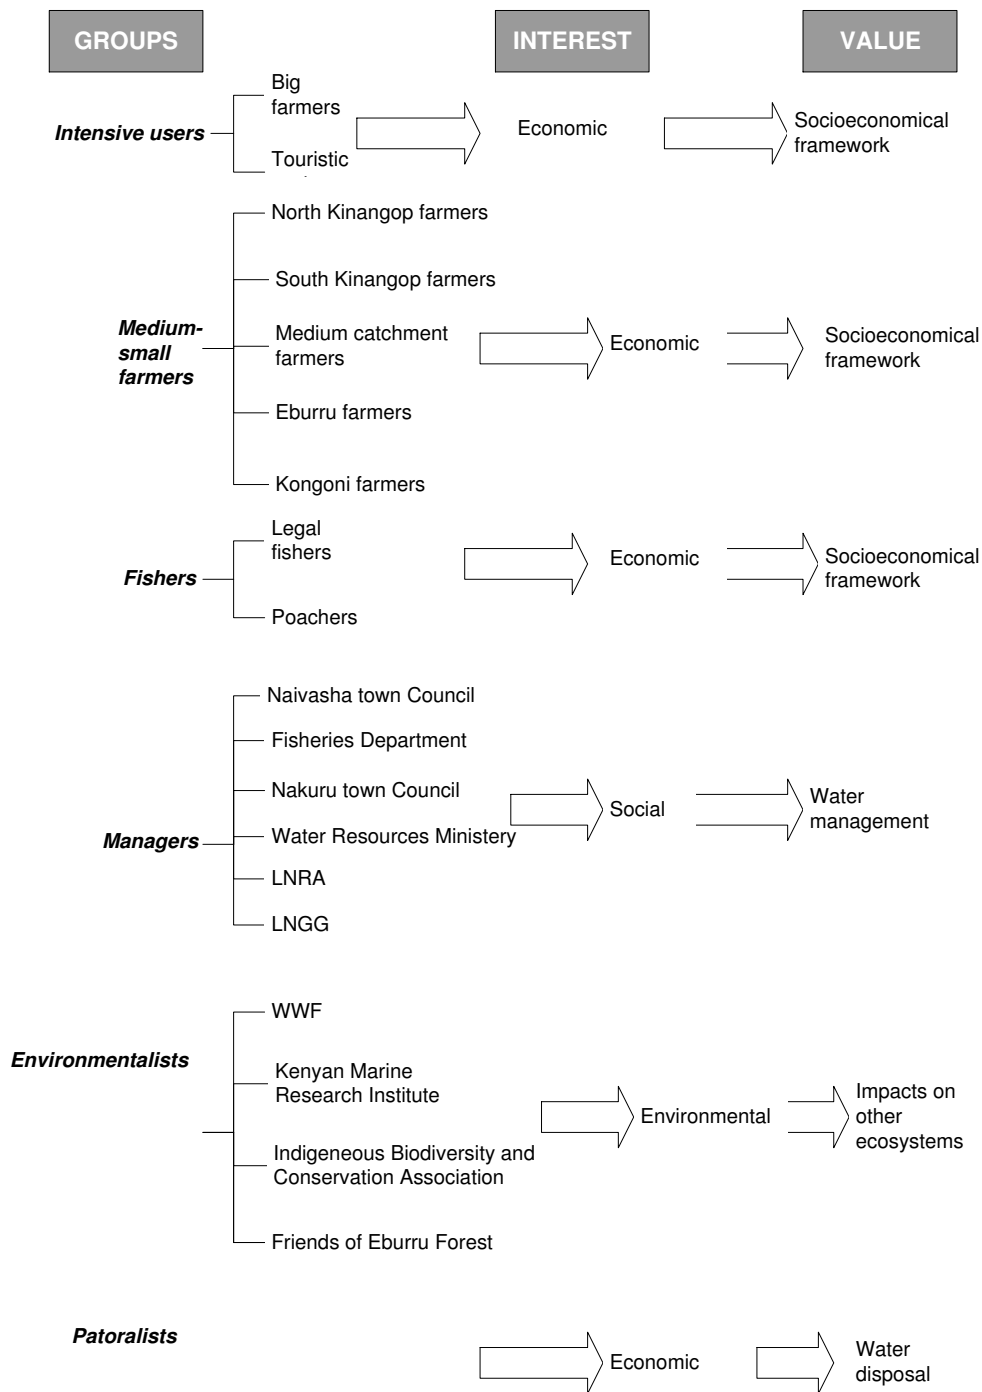 GROUPS
INTEREST
VALUE
Intensive users
Big
farmers
Touristic
Economic
Socioeconomical
framework
Medium-
small
farmers
North Kinangop farmers
South Kinangop farmers
Medium catchment
farmers
Eburru farmers
Kongoni farmers
Economic
Socioeconomical
framework
Fishers
Legal
fishers
Poachers
Economic
Socioeconomical
framework
Managers
Naivasha town Council
Fisheries Department
Nakuru town Council
Water Resources Ministery
LNRA
LNGG
Social
Water
management
Environmentalists
WWF
Kenyan Marine
Research Institute
Indigeneous Biodiversity and
Conservation Association
Friends of Eburru Forest
Environmental
Impacts on
other
ecosystems
Patoralists
Economic
Water
disposal